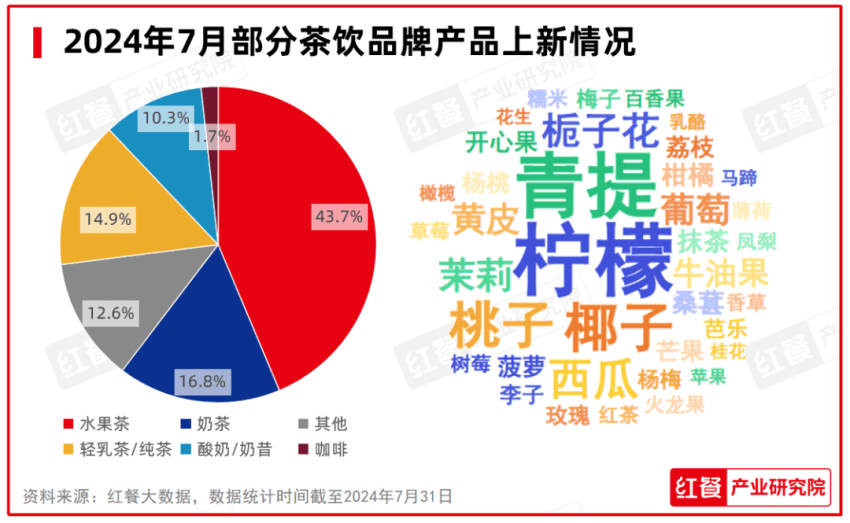 2024年7月部分茶饮品牌产品上新情况
10.3%
1.7%
43.7%
14.9%
12.6%
16.8%
水果茶 奶茶 其他
轻乳茶/纯茶 酸奶/奶昔 咖啡
糯米 梅子 百香果
花生 栀子花 乳酪
开心果 荔枝
青提 柑橘 马蹄
橄榄 杨桃 葡萄 薄荷
草莓 黄皮 抹茶 凤梨
柠檬
茉莉 牛油果
桑葚 香草
桃子 椰子 芭乐
芒果 桂花
树莓 菠萝 西瓜 杨梅 苹果
李子 火龙果
玫瑰 红茶
资料来源：红餐大数据，数据统计时间截至2024年7月31日
红餐 产业研究院